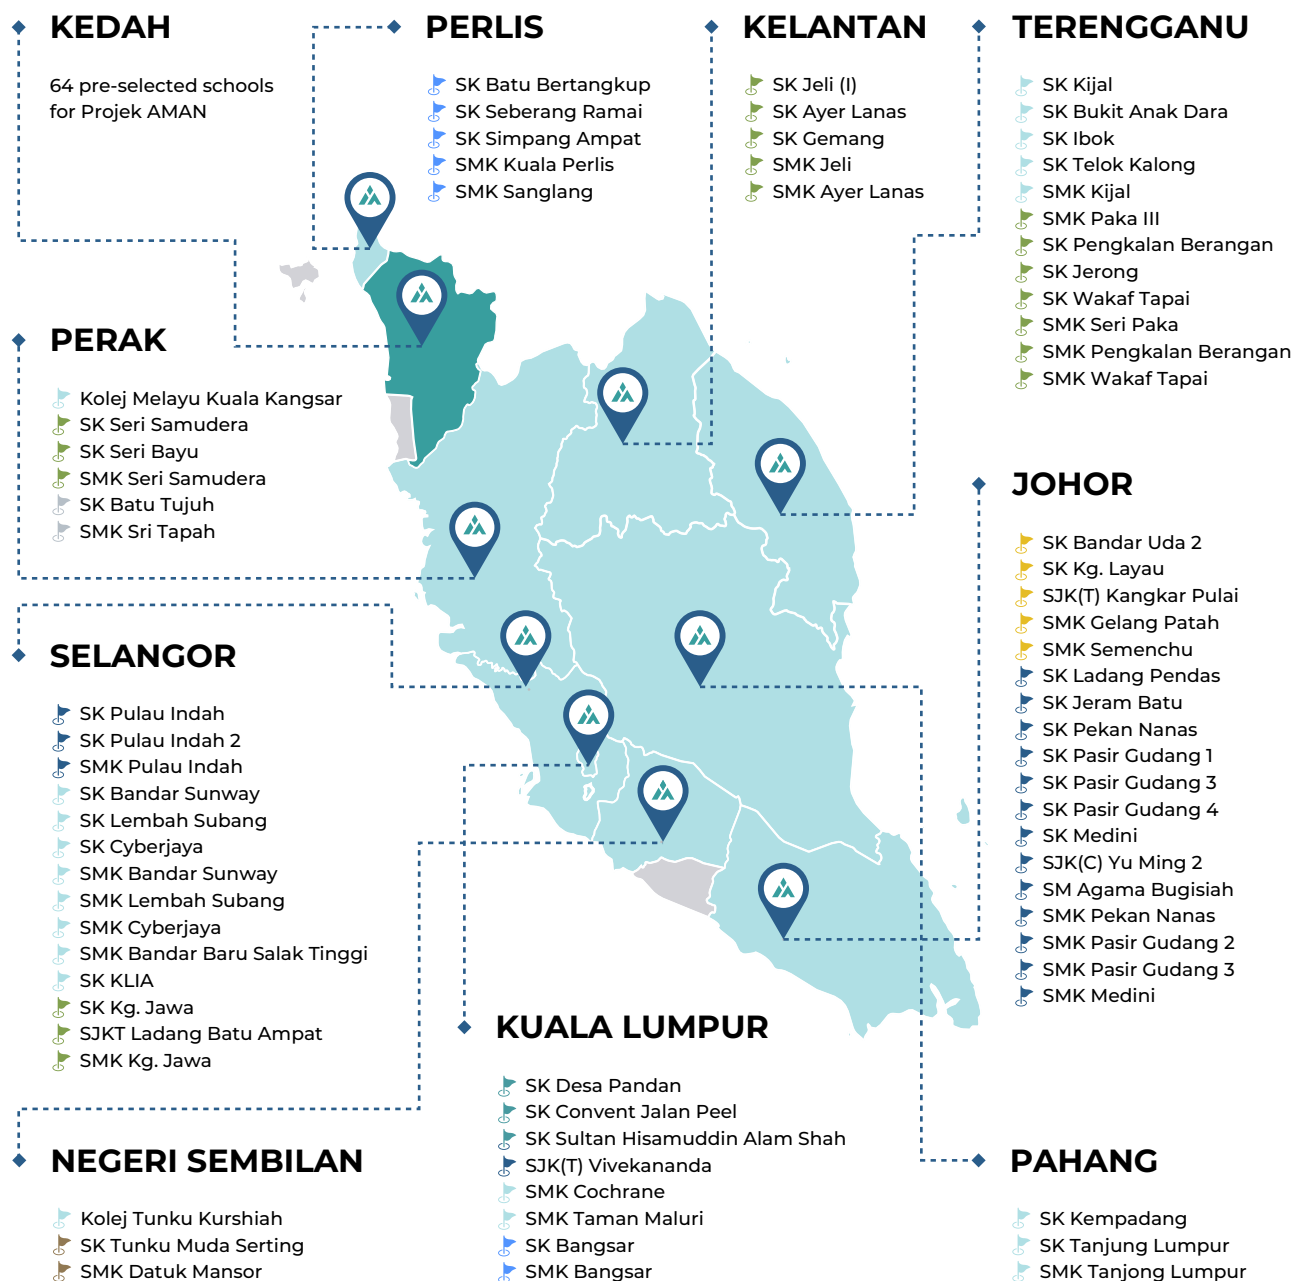 KEDAH
64 pre-selected schools
for Projek AMAN
PERLIS
SK Batu Bertangkup
SK Seberang Ramai
SK Simpang Ampat
SMK Kuala Perlis
SMK Sanglang
KELANTAN
SK Jeli (I)
SK Ayer Lanas
SK Gemang
SMK Jeli
SMK Ayer Lanas
TERENGGANU
SK Kijal
SK Bukit Anak Dara
SK Ibok
SK Telok Kalong
SMK Kijal
SMK Paka III
SK Pengkalan Berangan
SK Jerong
SK Wakaf Tapai
SMK Seri Paka
SMK Pengkalan Berangan
SMK Wakaf Tapai
PERAK
Kolej Melayu Kuala Kangsar
SK Seri Samudera
SK Seri Bayu
SMK Seri Samudera
SK Batu Tujuh
SMK Sri Tapah
JOHOR
SK Bandar Uda 2
SK Kg. Layau
SJK(T) Kangkar Pulai
SMK Gelang Patah
SMK Semenchu
SK Ladang Pendas
SK Jeram Batu
SK Pekan Nanas
SK Pasir Gudang 1
SK Pasir Gudang 3
SK Pasir Gudang 4
SK Medini
SJK(C) Yu Ming 2
SM Agama Bugisiah
SMK Pekan Nanas
SMK Pasir Gudang 2
SMK Pasir Gudang 3
SMK Medini
SELANGOR
SK Pulau Indah
SK Pulau Indah 2
SMK Pulau Indah
SK Bandar Sunway
SK Lembah Subang
SK Cyberjaya
SMK Bandar Sunway
SMK Lembah Subang
SMK Cyberjaya
SMK Bandar Baru Salak Tinggi
SK KLIA
SK Kg. Jawa
SJKT Ladang Batu Ampat
SMK Kg. Jawa
KUALA LUMPUR
SK Desa Pandan
SK Convent Jalan Peel
SK Sultan Hisamuddin Alam Shah
SJK(T) Vivekananda
SMK Cochrane
SMK Taman Maluri
SK Bangsar
SMK Bangsar
NEGERI SEMBILAN
Kolej Tunku Kurshiah
SK Tunku Muda Serting
SMK Datuk Mansor
PAHANG
SK Kempadang
SK Tanjung Lumpur
SMK Tanjong Lumpur